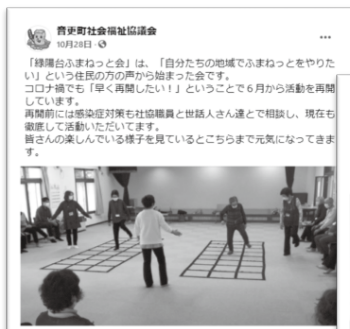 音更町社会福祉協議会
10月28日・
「緑陽台ふまねっと会」は、「自分たちの地域でふまねっとをやりた
い」という住民の方の声から始まった会です。
コロナ禍でも「早く再開したい！」ということで６月から活動を再開
しています。
再開前には感染症対策も社協職員と世話人さん達とで相談し、現在も
徹底して活動いただいてます。
皆さんの楽しんでいる様子を見ているとこちらまで元気になってきま
す。